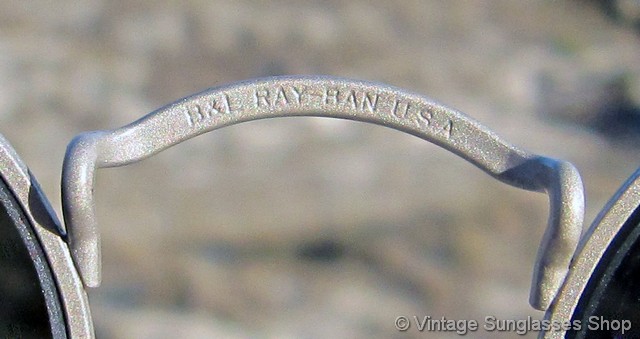 B&L RAY-BAN U.S.A
© Vintage Sunglasses Shop